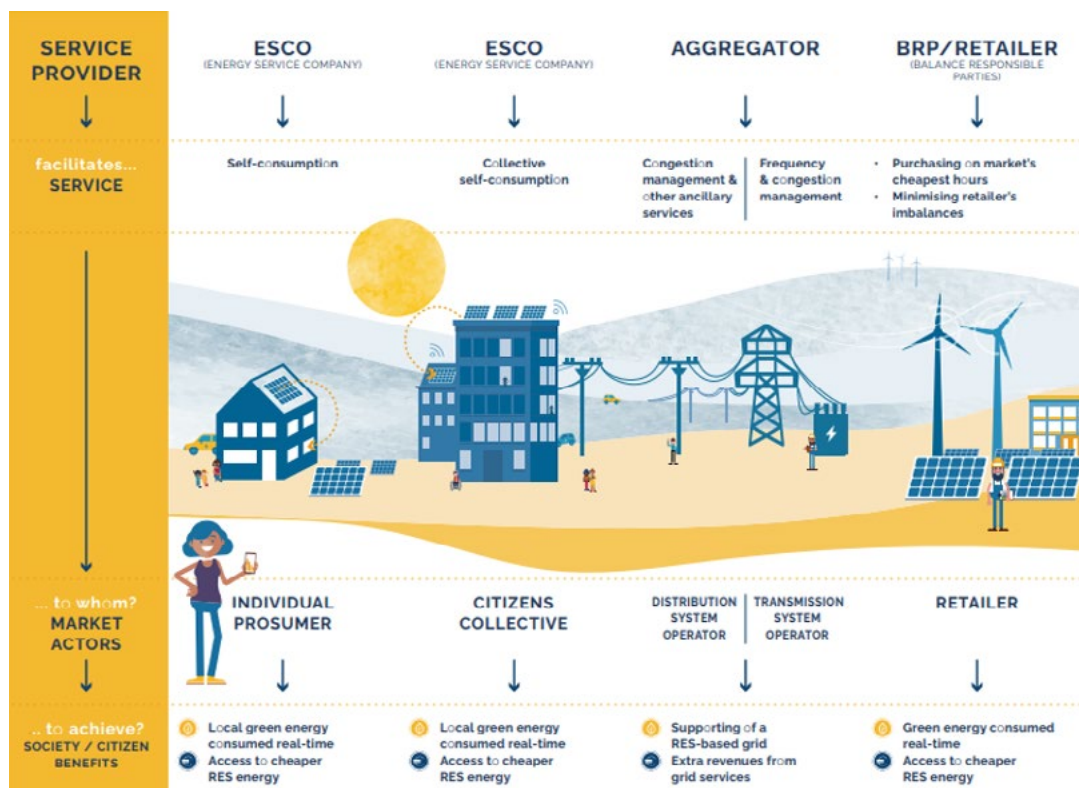 SERVICE
PROVIDER
ESCO
(ENERGY SERVICE COMPANY)
ESCO
(ENERGY SERVICE COMPANY)
AGGREGATOR
BRP/RETAILER
(BALANCE RESPONSIBLE
PARTIES)
facilitates...
SERVICE
Self-consumption
Collective
self-consumption
Congestion
management &
other ancillary
services
Frequency
& congestion
management
• Purchasing on market's
cheapest hours
• Minimising retailer's
imbalances
... to whom?
MARKET
ACTORS
INDIVIDUAL
PROSUMER
CITIZENS
COLLECTIVE
DISTRIBUTION
SYSTEM
OPERATOR
TRANSMISSION
SYSTEM
OPERATOR
RETAILER
.. to achieve?
SOCIETY / CITIZEN
BENEFITS
Local green energy
consumed real-time
Access to cheaper
RES energy
Local green energy
consumed real-time
Access to cheaper
RES energy
Supporting of a
RES-based grid
Extra revenues from
grid services
Green energy consumed
real-time
Access to cheaper
RES energy